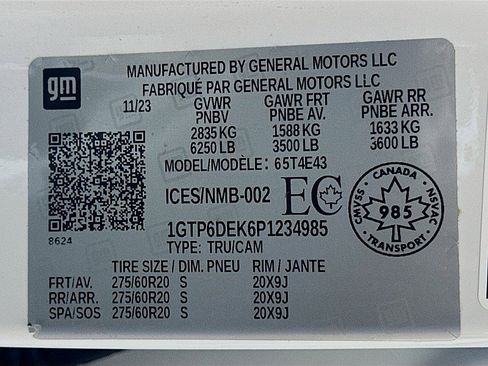 gm
MANUFACTURED BY GENERAL MOTORS LLC
FABRIQUÉ PAR GENERAL MOTORS LLC
11/23 GVWR GAWR FRT GAWR RR
PNBV PNBE AV. PNBE ARR.
2835 KG 1588 KG 1633 KG
6250 LB 3500 LB 3600 LB
MODEL/MODÈLE: 65T4E43
ICES/NMB-002 EC
8624
1GTP6DEK6P1234985
TYPE: TRU/CAM
CANADA
CMVSS 985 NSVAC
TRANSPORT
TIRE SIZE / DIM. PNEU RIM / JANTE
FRT/AV. 275/60R20 S 20X9J
RR/ARR. 275/60R20 S 20X9J
SPA/SOS 275/60R20 S 20X9J